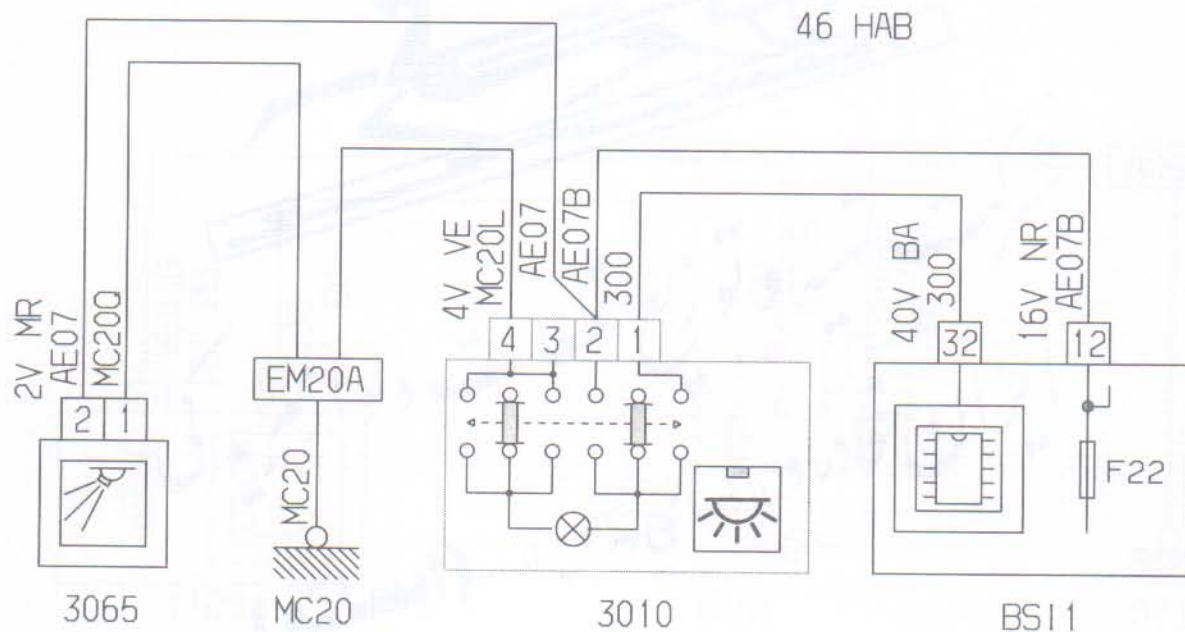 46 HAB
2V MR
AE07
MC20Q
2 1
3065
EM20A
MC20
MC20
4V VE
MC20L
AE07
AE07B
300
4 3 2 1
3010
40V BA
300
32
16V NR
AE07B
12
F22
BSI1